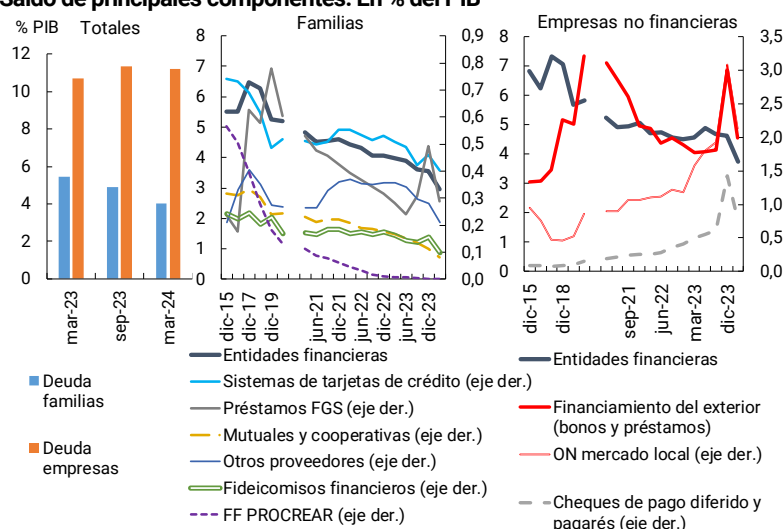 Saldo de principales componentes. En % del PIB
% PIB Totales
12
10
8
6
4
2
0
mar-23
sep-23
mar-24
Deuda
familias
Deuda
empresas
Familias
8
7
6
5
4
3
2
1
0
0,9
0,8
0,7
0,6
0,5
0,4
0,3
0,2
0,1
0,0
dic-15
dic-17
dic-19
jun-21
dic-21
jun-22
dic-22
jun-23
dic-23
Entidades financieras
Sistemas de tarjetas de crédito (eje der.)
Préstamos FGS (eje der.)
Mutuales y cooperativas (eje der.)
Otros proveedores (eje der.)
Fideicomisos financieros (eje der.)
FF PROCREAR (eje der.)
Empresas no financieras
8
7
6
5
4
3
2
1
0
3,5
3,0
2,5
2,0
1,5
1,0
0,5
0,0
dic-15
dic-18
sep-21
jun-22
mar-23
dic-23
Entidades financieras
Financiamiento del exterior
(bonos y préstamos)
ON mercado local (eje der.)
Cheques de pago diferido y
pagarés (eje der.)